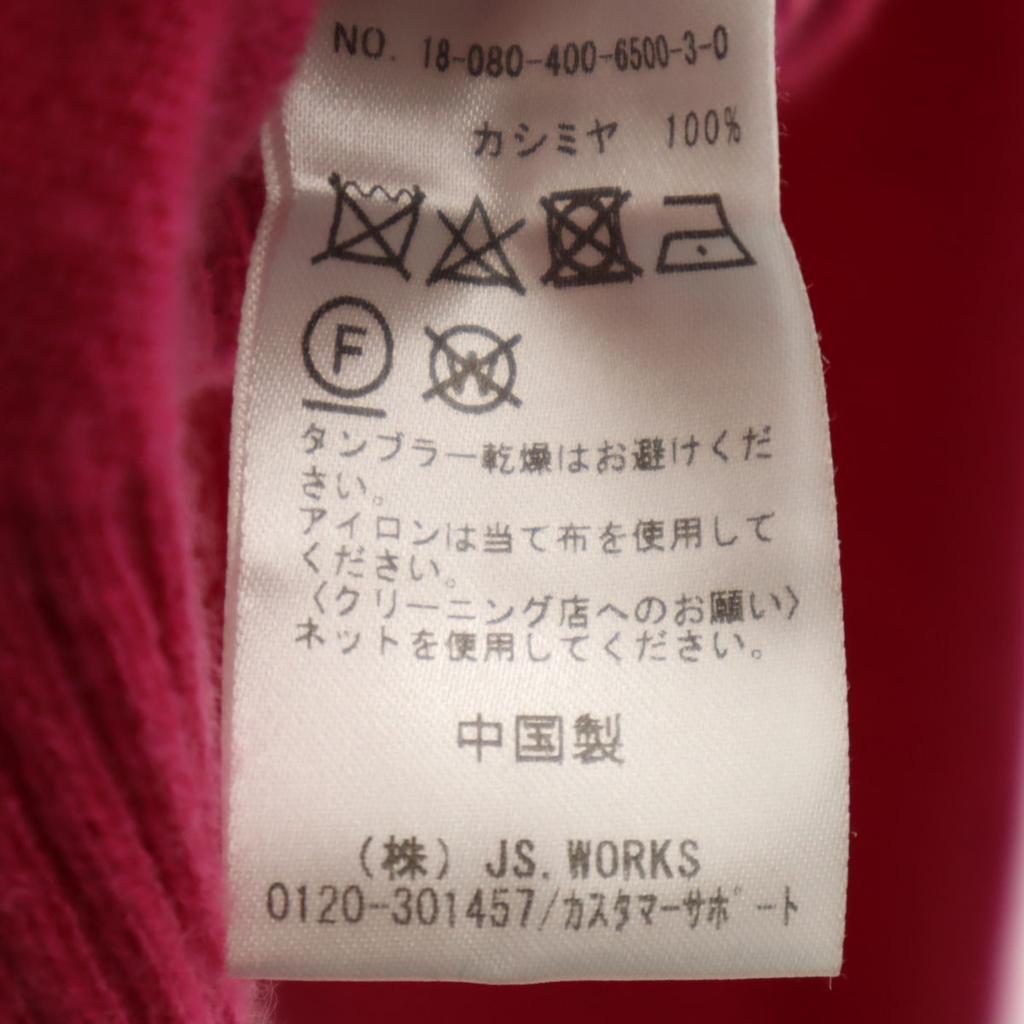 NO. 18-080-400-6500-3-0
カシミヤ 100%
F W
タンブラー乾燥はお避けくだ
さい。
アイロンは当て布を使用して
ください。
〈クリーニング店へのお願い〉
ネットを使用してください。
中国製
(株) JS.WORKS
0120-301457/カスタマーサポート